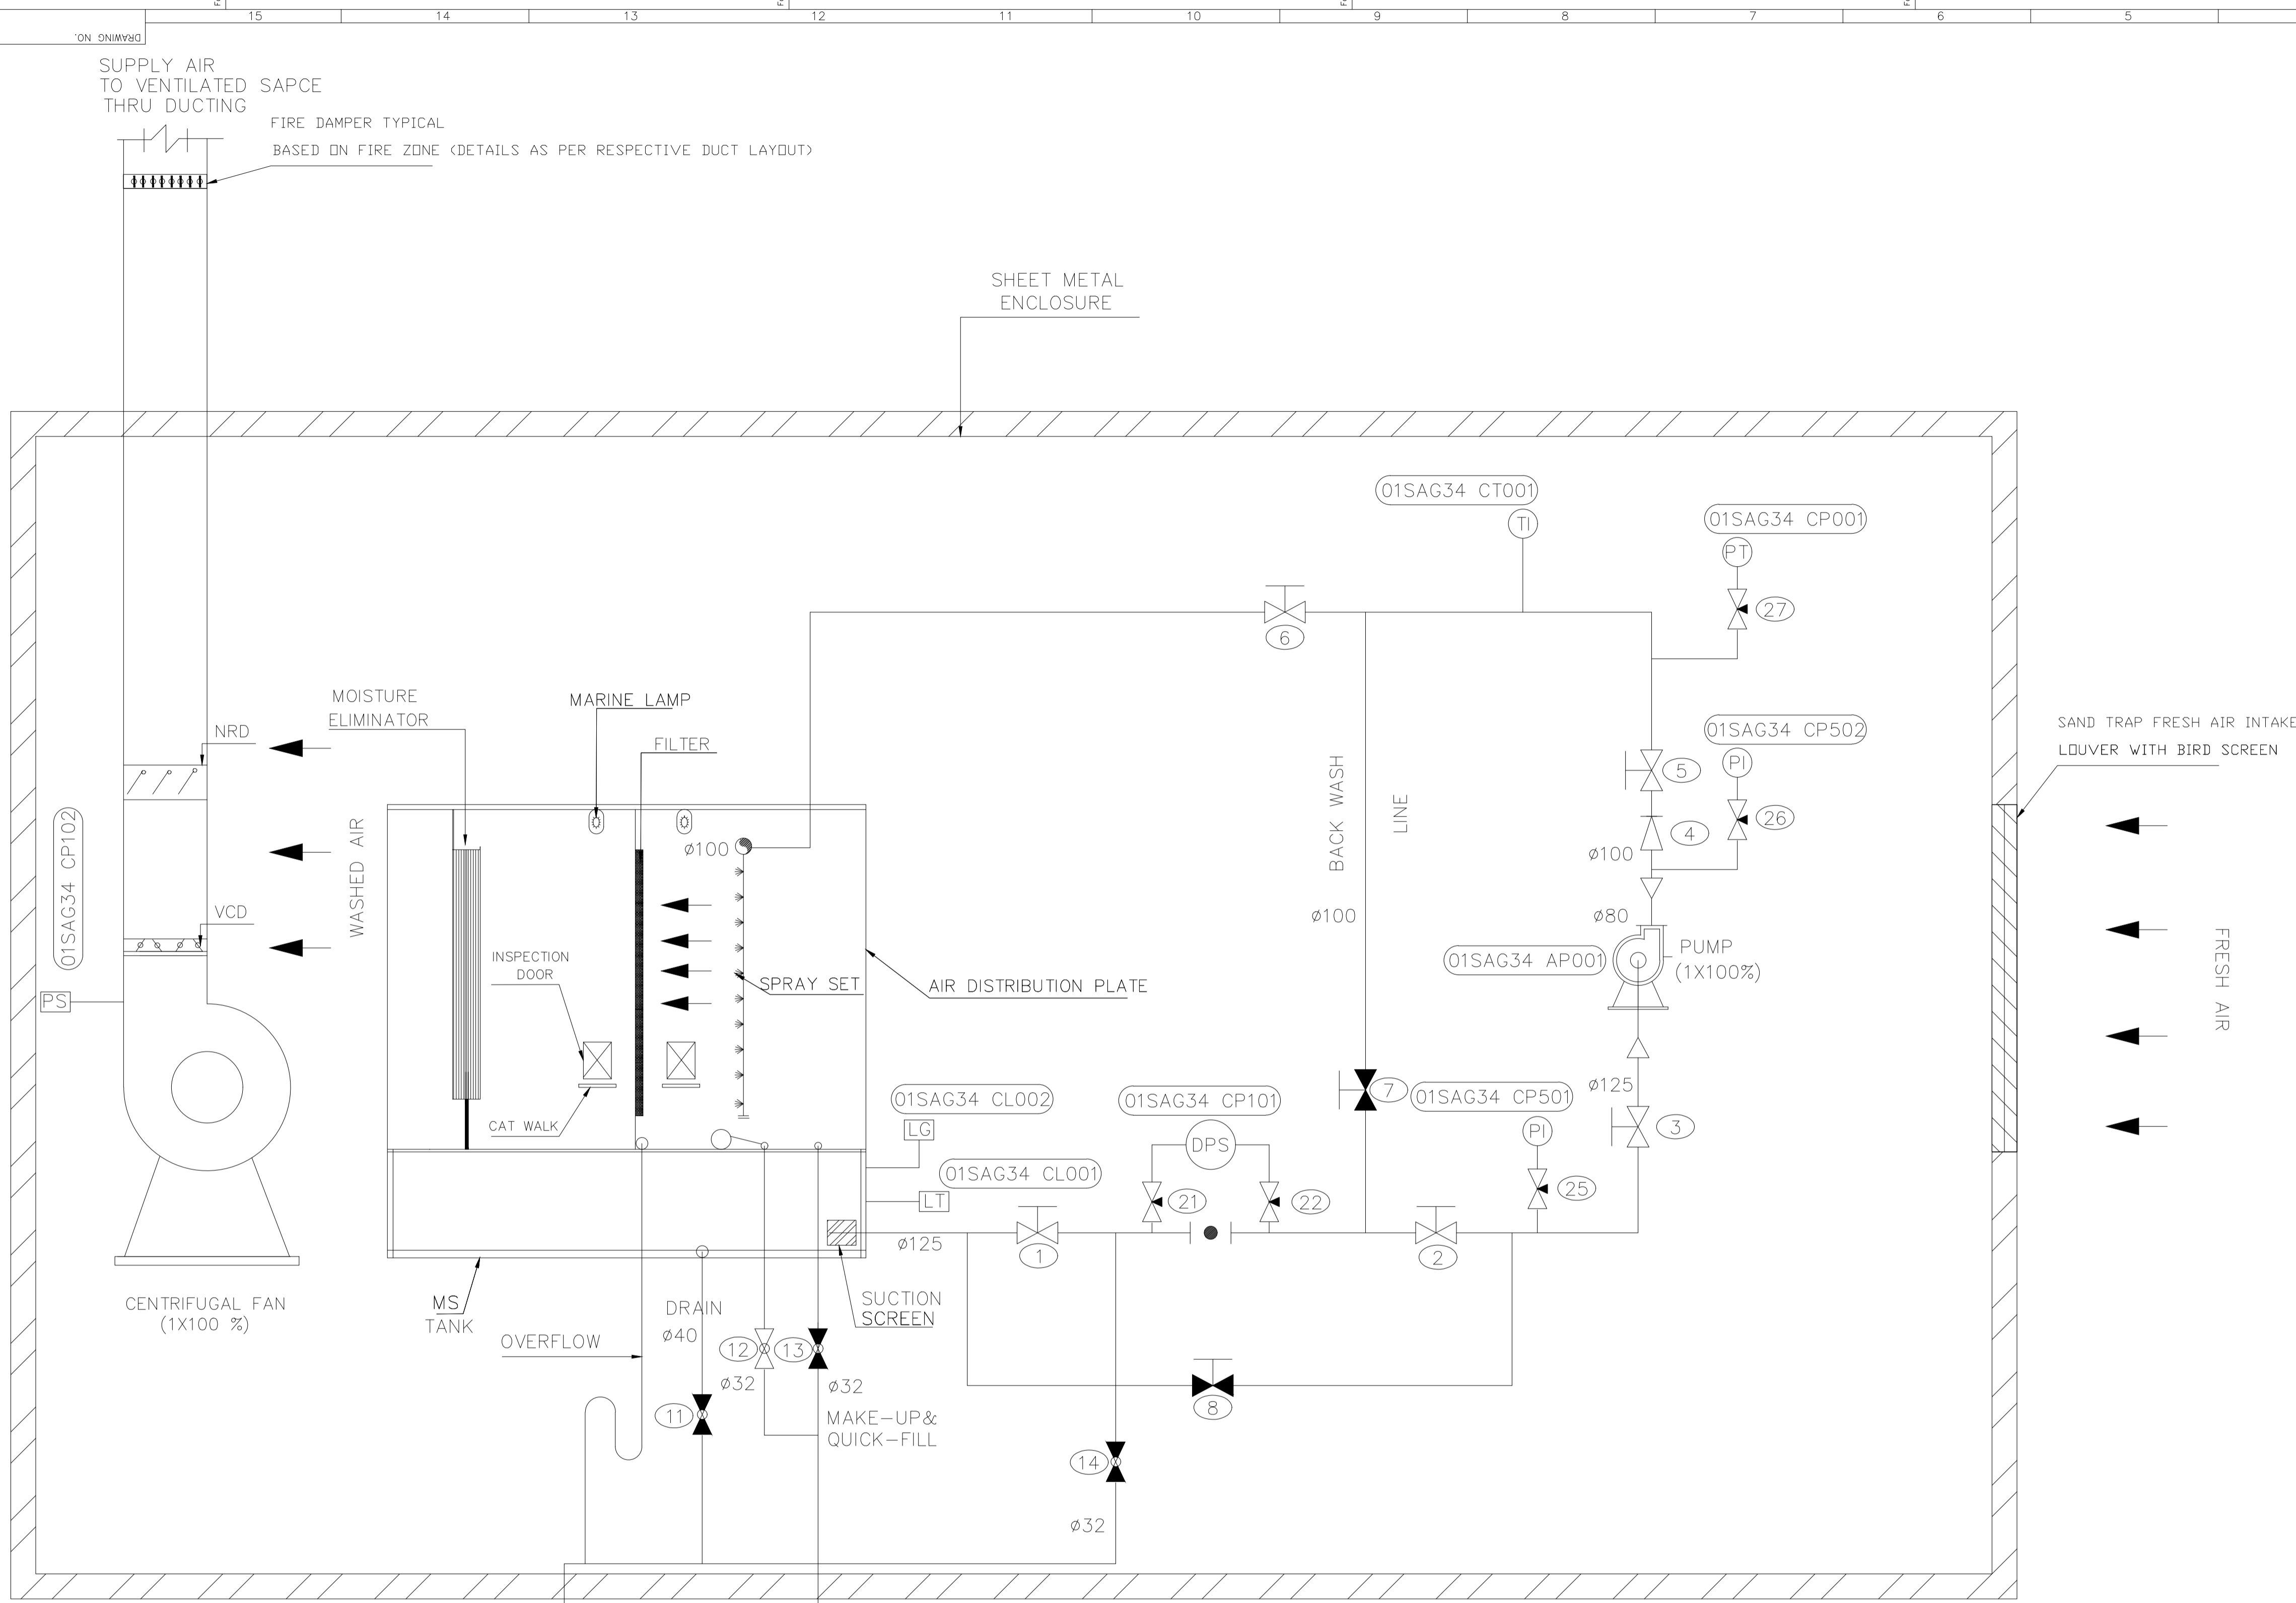 15 14 13 12 11 10 9 8 7 6 5
DRAWING NO.
SUPPLY AIR
TO VENTILATED SAPCE
THRU DUCTING
FIRE DAMPER TYPICAL
BASED ON FIRE ZONE (DETAILS AS PER RESPECTIVE DUCT LAYOUT)
SHEET METAL
ENCLOSURE
01SAG34 CT001
TI
01SAG34 CP001
PT
27
6
MOISTURE
ELIMINATOR
MARINE LAMP
FILTER
NRD
01SAG34 CP502
PI
SAND TRAP FRESH AIR INTAKE
LOUVER WITH BIRD SCREEN
5
26
4
ø100
ø100
01SAG34 CP102
WASHED AIR
BACK WASH
LINE
VCD
ø100
ø80
PUMP
(1X100%)
01SAG34 AP001
INSPECTION
DOOR
SPRAY SET
AIR DISTRIBUTION PLATE
FRESH AIR
PS
01SAG34 CL002
LG
01SAG34 CP101
DPS
7
01SAG34 CP501
PI
ø125
3
CAT WALK
01SAG34 CL001
LT
21
22
25
ø125
1
2
CENTRIFUGAL FAN
(1X100 %)
MS
TANK
DRAIN
ø40
SUCTION
SCREEN
OVERFLOW
12
13
ø32
ø32
11
MAKE-UP&
QUICK-FILL
8
14
ø32